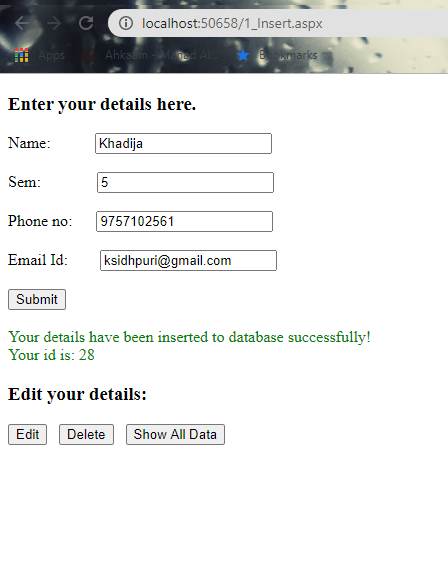 localhost:50658/1_Insert.aspx
Apps
Bookmarks
Enter your details here.
Name: Khadija
Sem: 5
Phone no: 9757102561
Email Id: ksidhpuri@gmail.com
Submit
Your details have been inserted to database successfully!
Your id is: 28
Edit your details:
Edit Delete Show All Data